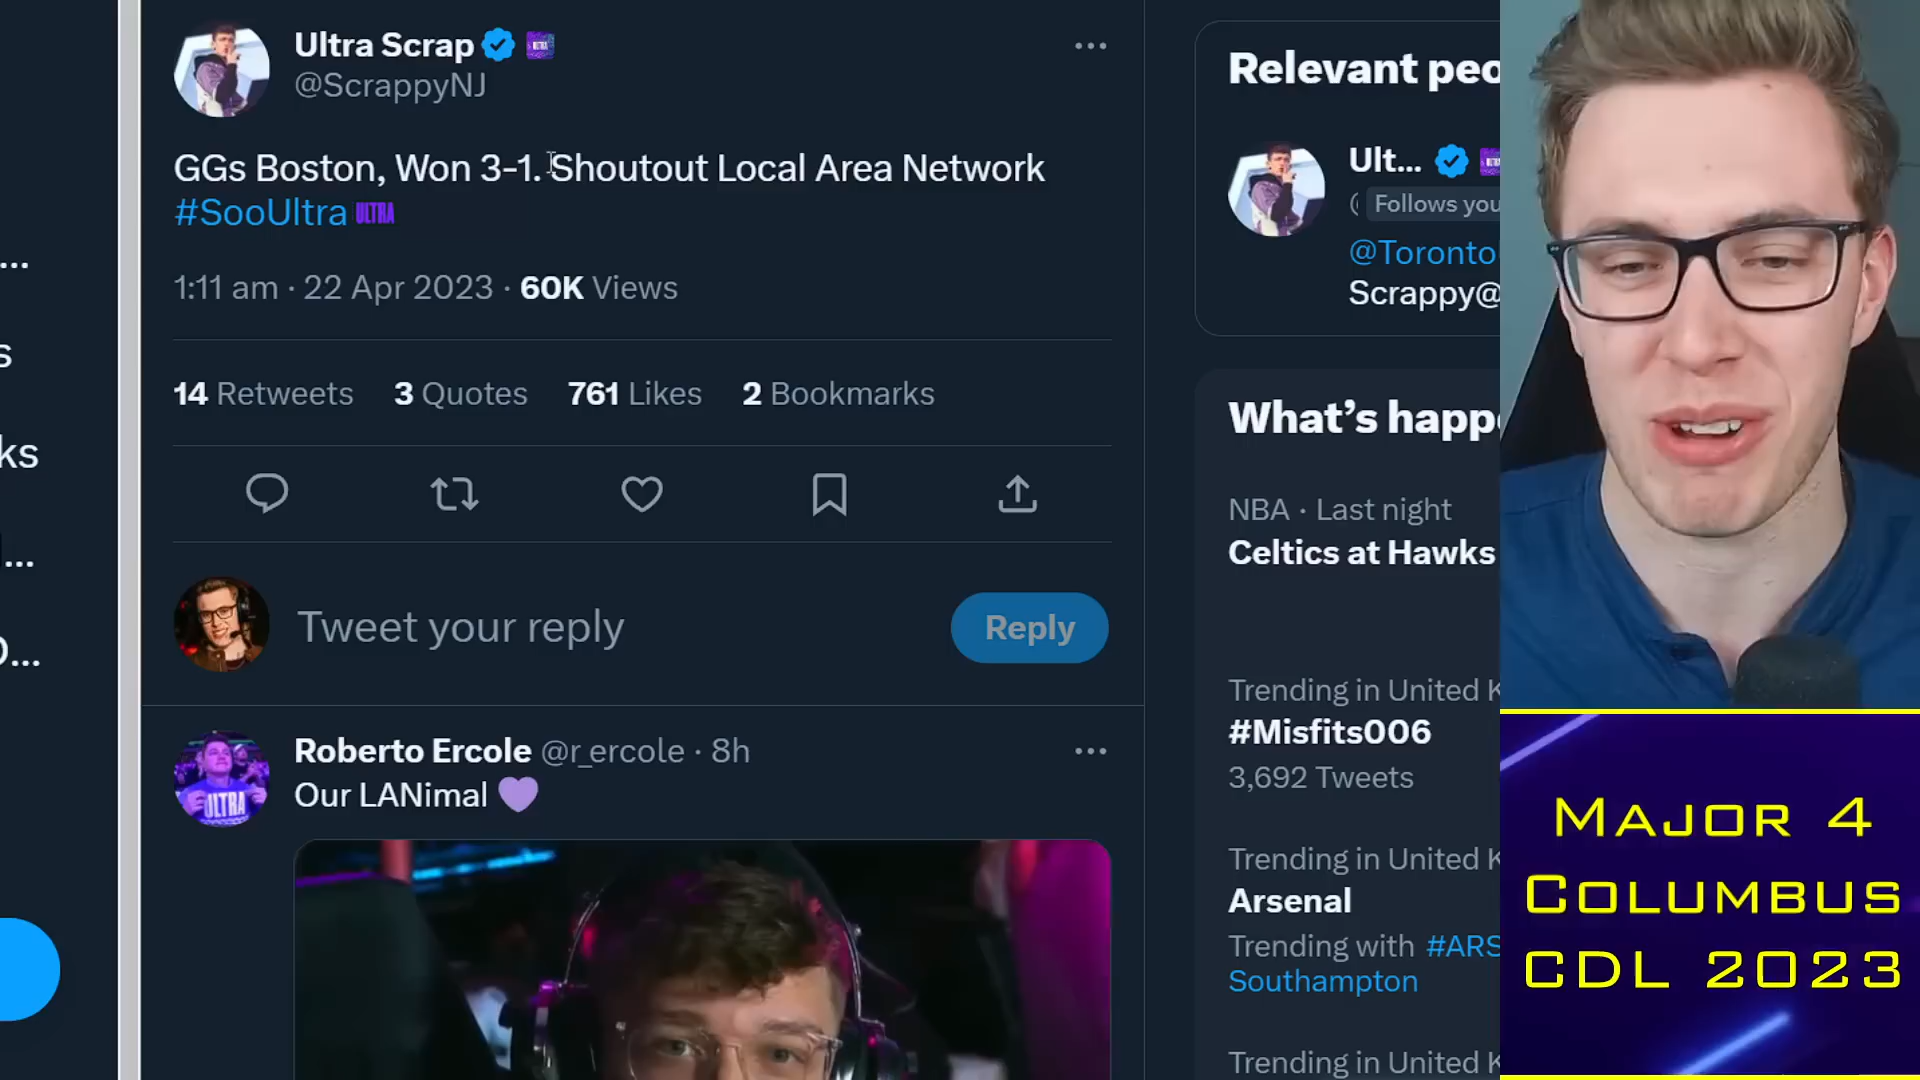 ...
s
ks
...
...
Ultra Scrap
@ScrappyNJ
GGs Boston, Won 3-1. Shoutout Local Area Network
#SooUltra ULTRA
1:11 am · 22 Apr 2023 · 60K Views
14 Retweets 3 Quotes 761 Likes 2 Bookmarks
Tweet your reply
Reply
Roberto Ercole @r_ercole · 8h
Our LANimal 💜
ULTRA
Relevant peo
Ult...
Follows you
@Toronto
Scrappy@
What's happ
NBA · Last night
Celtics at Hawks
Trending in United K
#Misfits006
3,692 Tweets
Trending in United K
Arsenal
Trending with #ARS
Southampton
Trending in United K
Major 4
Columbus
CDL 2023